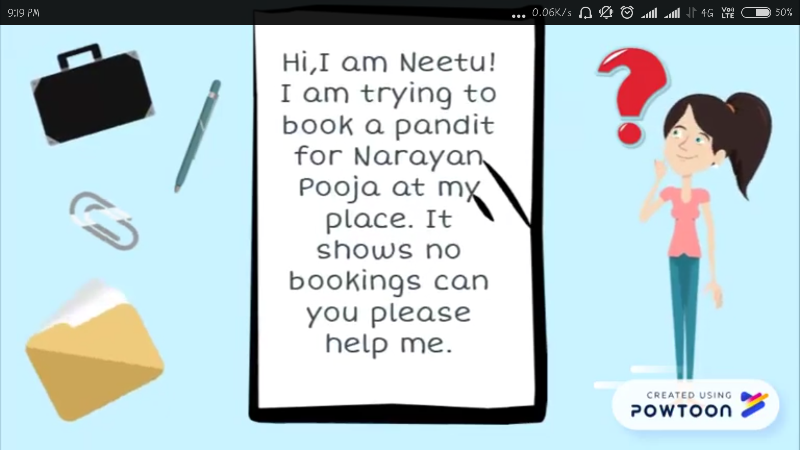 9:19 PM ... 0.06K/s 4G VoLTE 50%
Hi,I am Neetu!
I am trying to
book a pandit
for Narayan
Pooja at my
place. It
shows no
bookings can
you please
help me.
CREATED USING
POWTOON